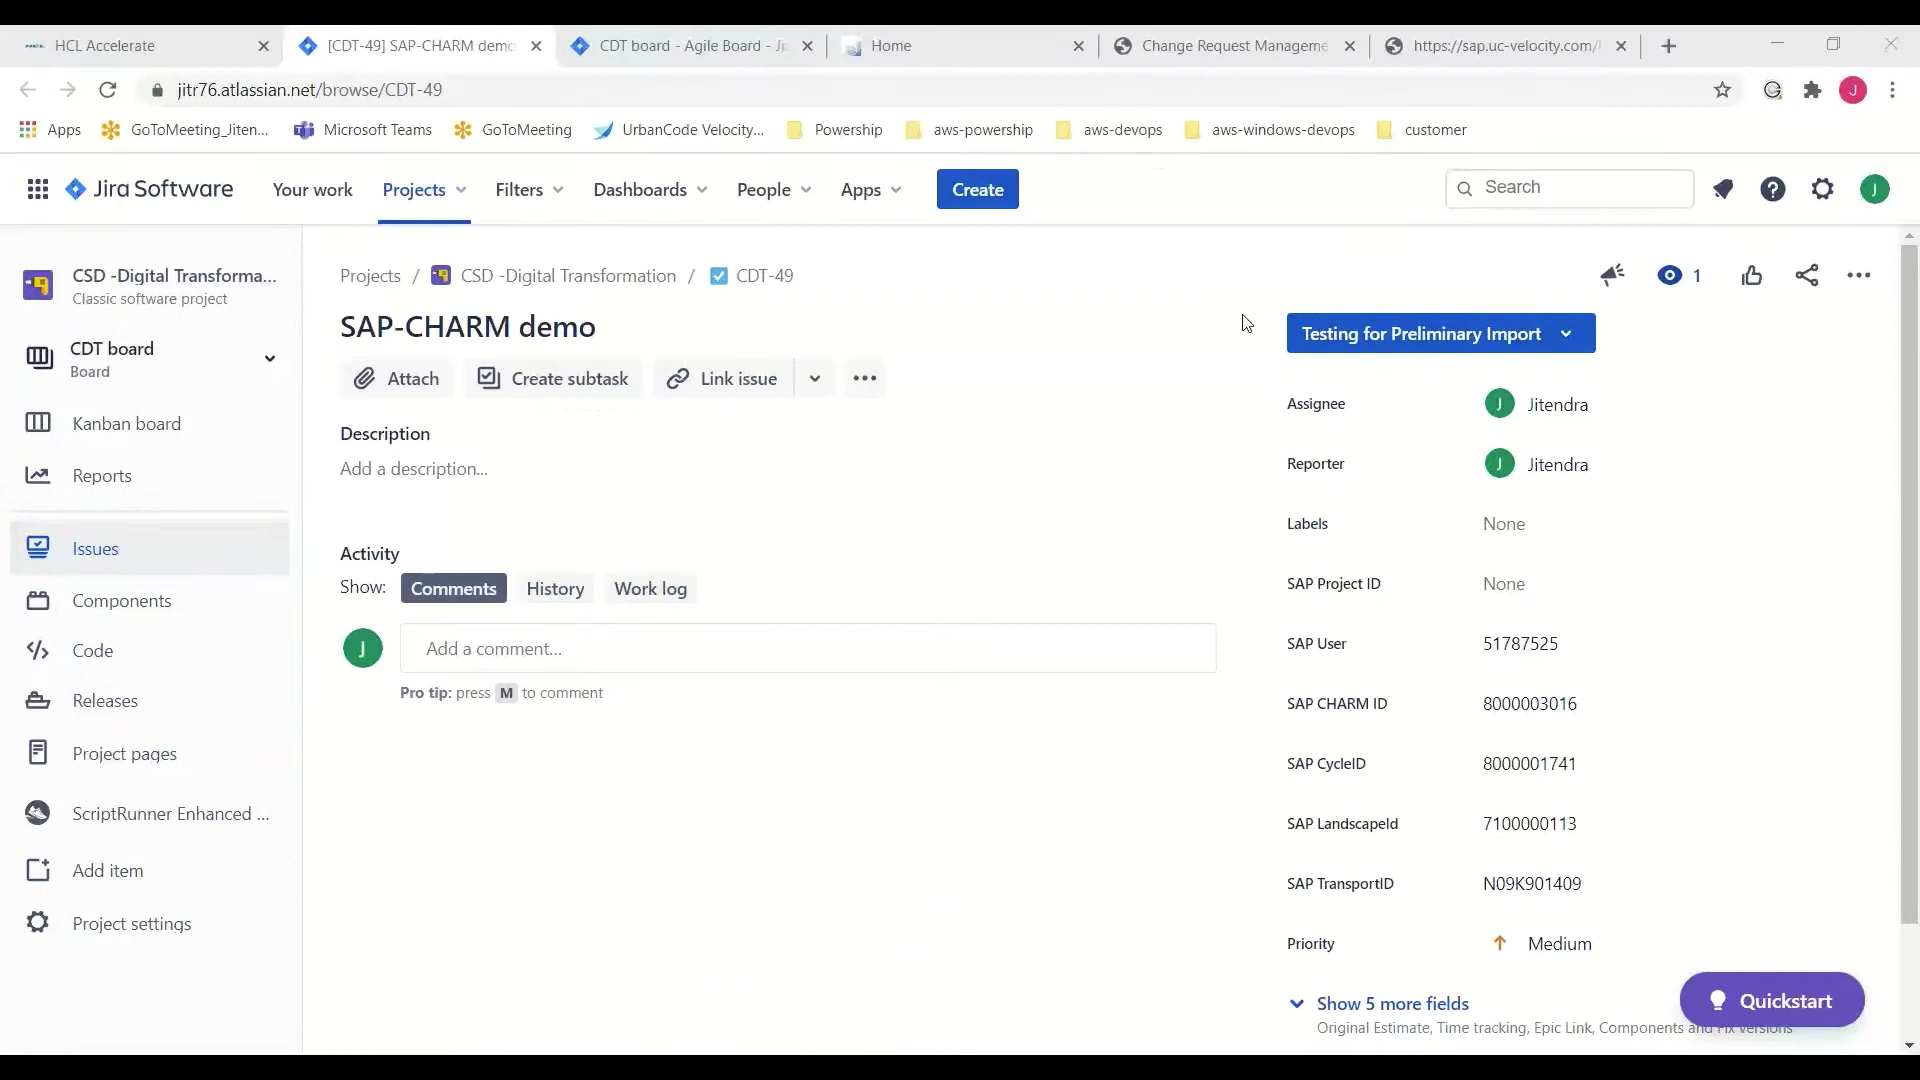 HCL HCL Accelerate
[CDT-49] SAP-CHARM demo
CDT board - Agile Board - Ji
Home
Change Request Manageme
https://sap.uc-velocity.com/
jitr76.atlassian.net/browse/CDT-49
J
Apps
GoToMeeting_Jiten...
Microsoft Teams
GoToMeeting
UrbanCode Velocity...
Powership
aws-powership
aws-devops
aws-windows-devops
customer
Jira Software
Your work
Projects
Filters
Dashboards
People
Apps
Create
Search
J
CSD -Digital Transforma...
Classic software project
CDT board
Board
Kanban board
Reports
Issues
Components
Code
Releases
Project pages
ScriptRunner Enhanced ...
Add item
Project settings
Projects / CSD -Digital Transformation / CDT-49
1
SAP-CHARM demo
Attach
Create subtask
Link issue
Description
Add a description...
Activity
Show: Comments History Work log
J
Add a comment...
Pro tip: press M to comment
Testing for Preliminary Import
Assignee J Jitendra
Reporter J Jitendra
Labels None
SAP Project ID None
SAP User 51787525
SAP CHARM ID 8000003016
SAP CycleID 8000001741
SAP LandscapeId 7100000113
SAP TransportID N09K901409
Priority Medium
Show 5 more fields
Original Estimate, Time tracking, Epic Link, Components and Fix versions
Quickstart